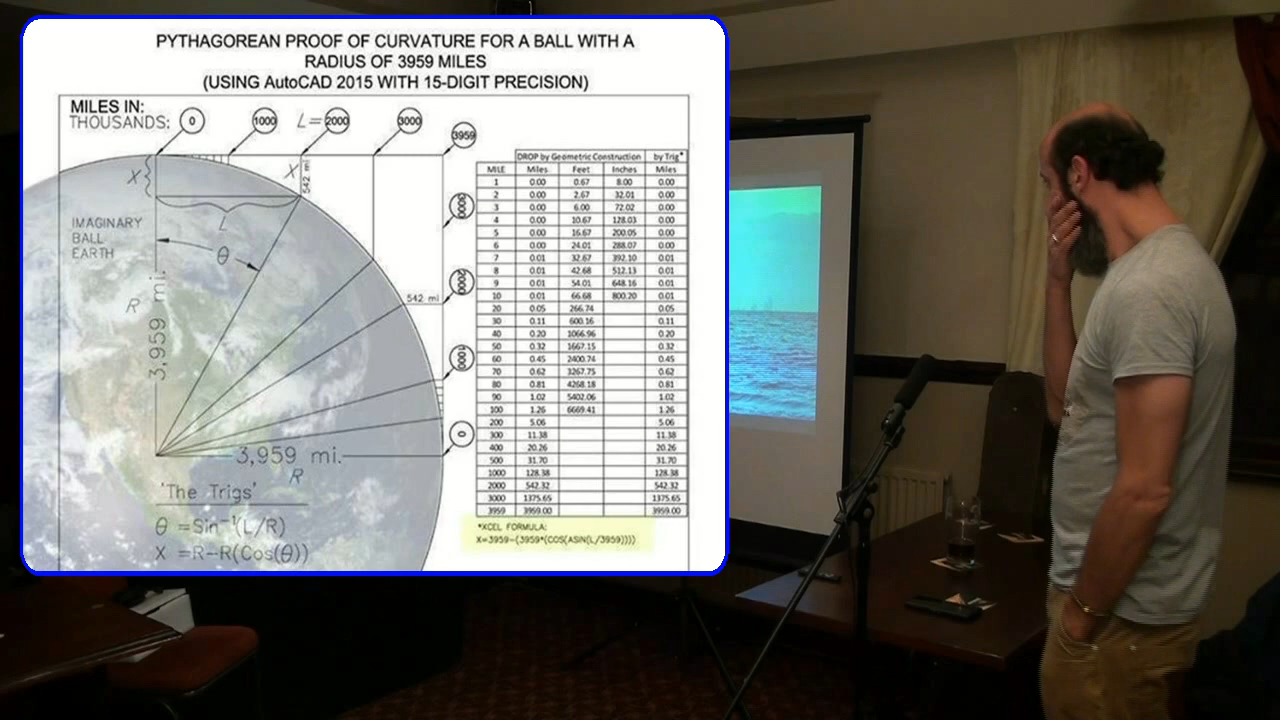 PYTHAGOREAN PROOF OF CURVATURE FOR A BALL WITH A
RADIUS OF 3959 MILES
(USING AutoCAD 2015 WITH 15-DIGIT PRECISION)
MILES IN:
THOUSANDS: 0 1000 L= 2000 3000 3959
X
X
542 mi
3000
L
IMAGINARY
BALL
EARTH
θ
2000
542 mi
R
3,959 mi.
1000
0
3,959 mi.
R
'The Trigs'
θ =Sin⁻¹(L/R)
X =R-R(Cos(θ))
DROP by Geometric Construction by Trig*
MILE Miles Feet Inches Miles
1 0.00 0.67 8.00 0.00
2 0.00 2.67 32.01 0.00
3 0.00 6.00 72.02 0.00
4 0.00 10.67 128.03 0.00
5 0.00 16.67 200.05 0.00
6 0.00 24.01 288.07 0.00
7 0.01 32.67 392.10 0.01
8 0.01 42.68 512.13 0.01
9 0.01 54.01 648.16 0.01
10 0.01 66.68 800.20 0.01
20 0.05 266.74 0.05
30 0.11 600.16 0.11
40 0.20 1066.96 0.20
50 0.32 1667.15 0.32
60 0.45 2400.74 0.45
70 0.62 3267.75 0.62
80 0.81 4268.18 0.81
90 1.02 5402.06 1.02
100 1.26 6669.41 1.26
200 5.06 5.06
300 11.38 11.38
400 20.26 20.26
500 31.70 31.70
1000 128.38 128.38
2000 542.32 542.32
3000 1375.65 1375.65
3959 3959.00 3959.00
*XCEL FORMULA:
X=3959-(3959*(COS(ASIN(L/3959))))